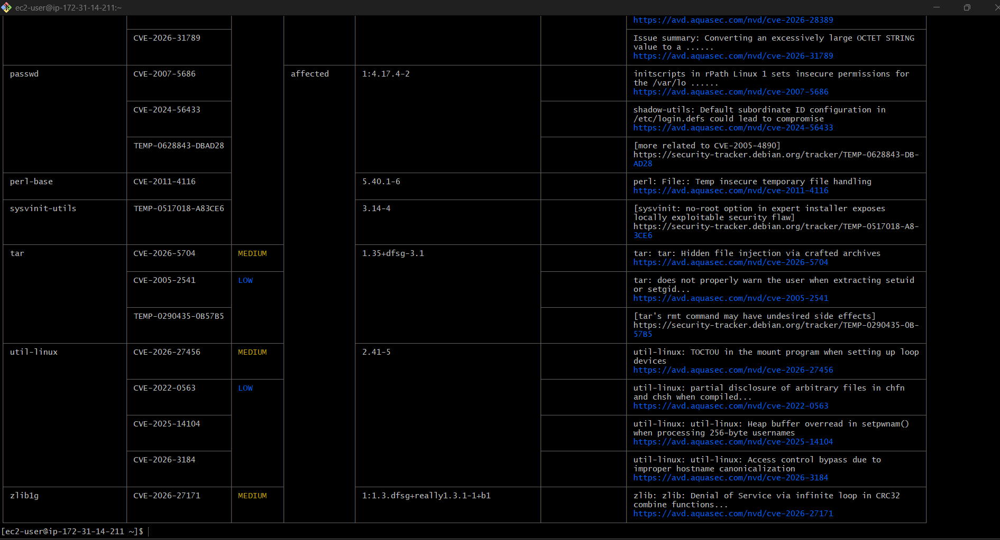 ec2-user@ip-172-31-14-211:~
https://avd.aquasec.com/nvd/cve-2026-28389
CVE-2026-31789 Issue summary: Converting an excessively large OCTET STRING
value to a ......
https://avd.aquasec.com/nvd/cve-2026-31789
passwd CVE-2007-5686 affected 1:4.17.4-2 initscripts in rPath Linux 1 sets insecure permissions for
the /var/lo ......
https://avd.aquasec.com/nvd/cve-2007-5686
CVE-2024-56433 shadow-utils: Default subordinate ID configuration in
/etc/login.defs could lead to compromise
https://avd.aquasec.com/nvd/cve-2024-56433
TEMP-0628843-DBAD28 [more related to CVE-2005-4890]
https://security-tracker.debian.org/tracker/TEMP-0628843-DB-
AD28
perl-base CVE-2011-4116 5.40.1-6 perl: File:: Temp insecure temporary file handling
https://avd.aquasec.com/nvd/cve-2011-4116
sysvinit-utils TEMP-0517018-A83CE6 3.14-4 [sysvinit: no-root option in expert installer exposes
locally exploitable security flaw]
https://security-tracker.debian.org/tracker/TEMP-0517018-A8-
3CE6
tar CVE-2026-5704 MEDIUM 1.35+dfsg-3.1 tar: tar: Hidden file injection via crafted archives
https://avd.aquasec.com/nvd/cve-2026-5704
CVE-2005-2541 LOW tar: does not properly warn the user when extracting setuid
or setgid...
https://avd.aquasec.com/nvd/cve-2005-2541
TEMP-0290435-0B57B5 [tar's rmt command may have undesired side effects]
https://security-tracker.debian.org/tracker/TEMP-0290435-0B-
57B5
util-linux CVE-2026-27456 MEDIUM 2.41-5 util-linux: TOCTOU in the mount program when setting up loop
devices
https://avd.aquasec.com/nvd/cve-2026-27456
CVE-2022-0563 LOW util-linux: partial disclosure of arbitrary files in chfn
and chsh when compiled...
https://avd.aquasec.com/nvd/cve-2022-0563
CVE-2025-14104 util-linux: util-linux: Heap buffer overread in setpwnam()
when processing 256-byte usernames
https://avd.aquasec.com/nvd/cve-2025-14104
CVE-2026-3184 util-linux: util-linux: Access control bypass due to
improper hostname canonicalization
https://avd.aquasec.com/nvd/cve-2026-3184
zlib1g CVE-2026-27171 MEDIUM 1:1.3.dfsg+really1.3.1-1+b1 zlib: zlib: Denial of Service via infinite loop in CRC32
combine functions...
https://avd.aquasec.com/nvd/cve-2026-27171
[ec2-user@ip-172-31-14-211 ~]$